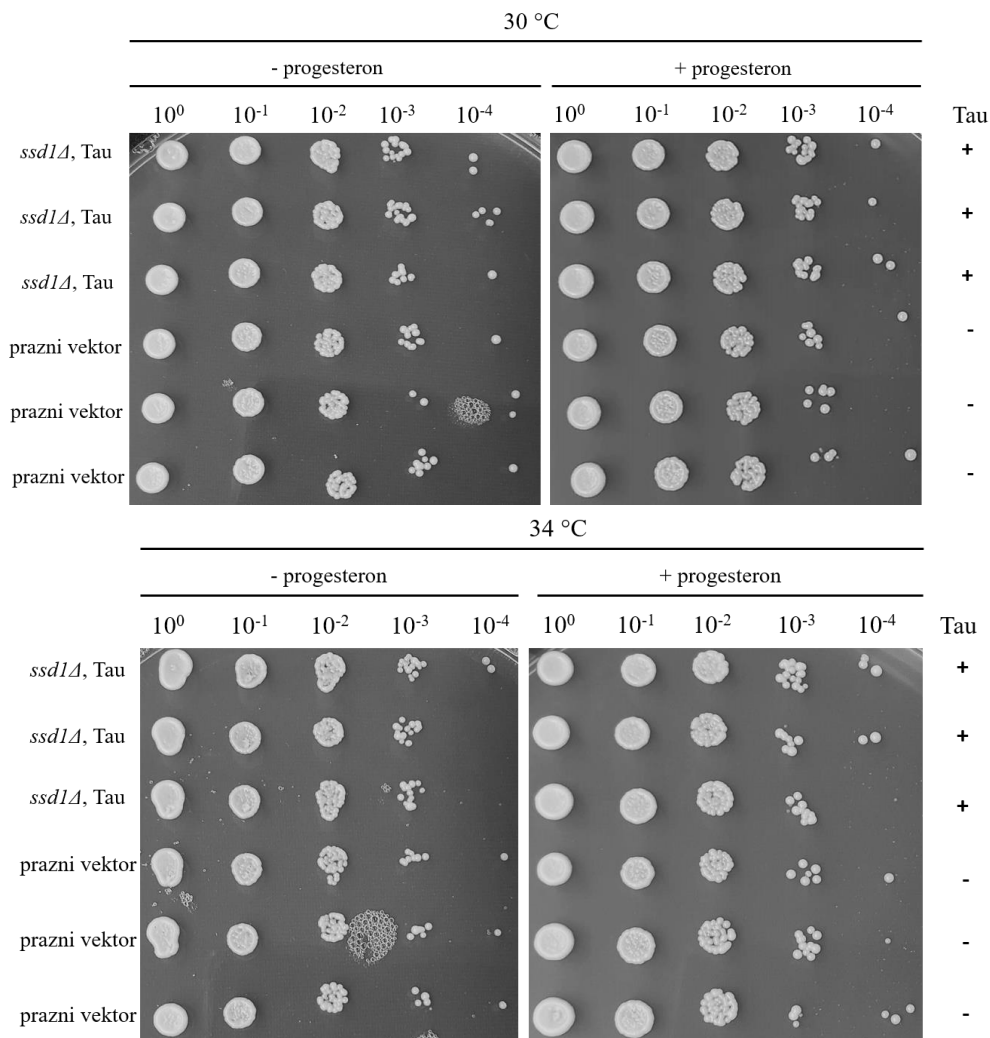 30 °C
- progesteron + progesteron
10⁰ 10⁻¹ 10⁻² 10⁻³ 10⁻⁴ 10⁰ 10⁻¹ 10⁻² 10⁻³ 10⁻⁴ Tau
ssd1Δ, Tau +
ssd1Δ, Tau +
ssd1Δ, Tau +
prazni vektor -
prazni vektor -
prazni vektor -
34 °C
- progesteron + progesteron
10⁰ 10⁻¹ 10⁻² 10⁻³ 10⁻⁴ 10⁰ 10⁻¹ 10⁻² 10⁻³ 10⁻⁴ Tau
ssd1Δ, Tau +
ssd1Δ, Tau +
ssd1Δ, Tau +
prazni vektor -
prazni vektor -
prazni vektor -